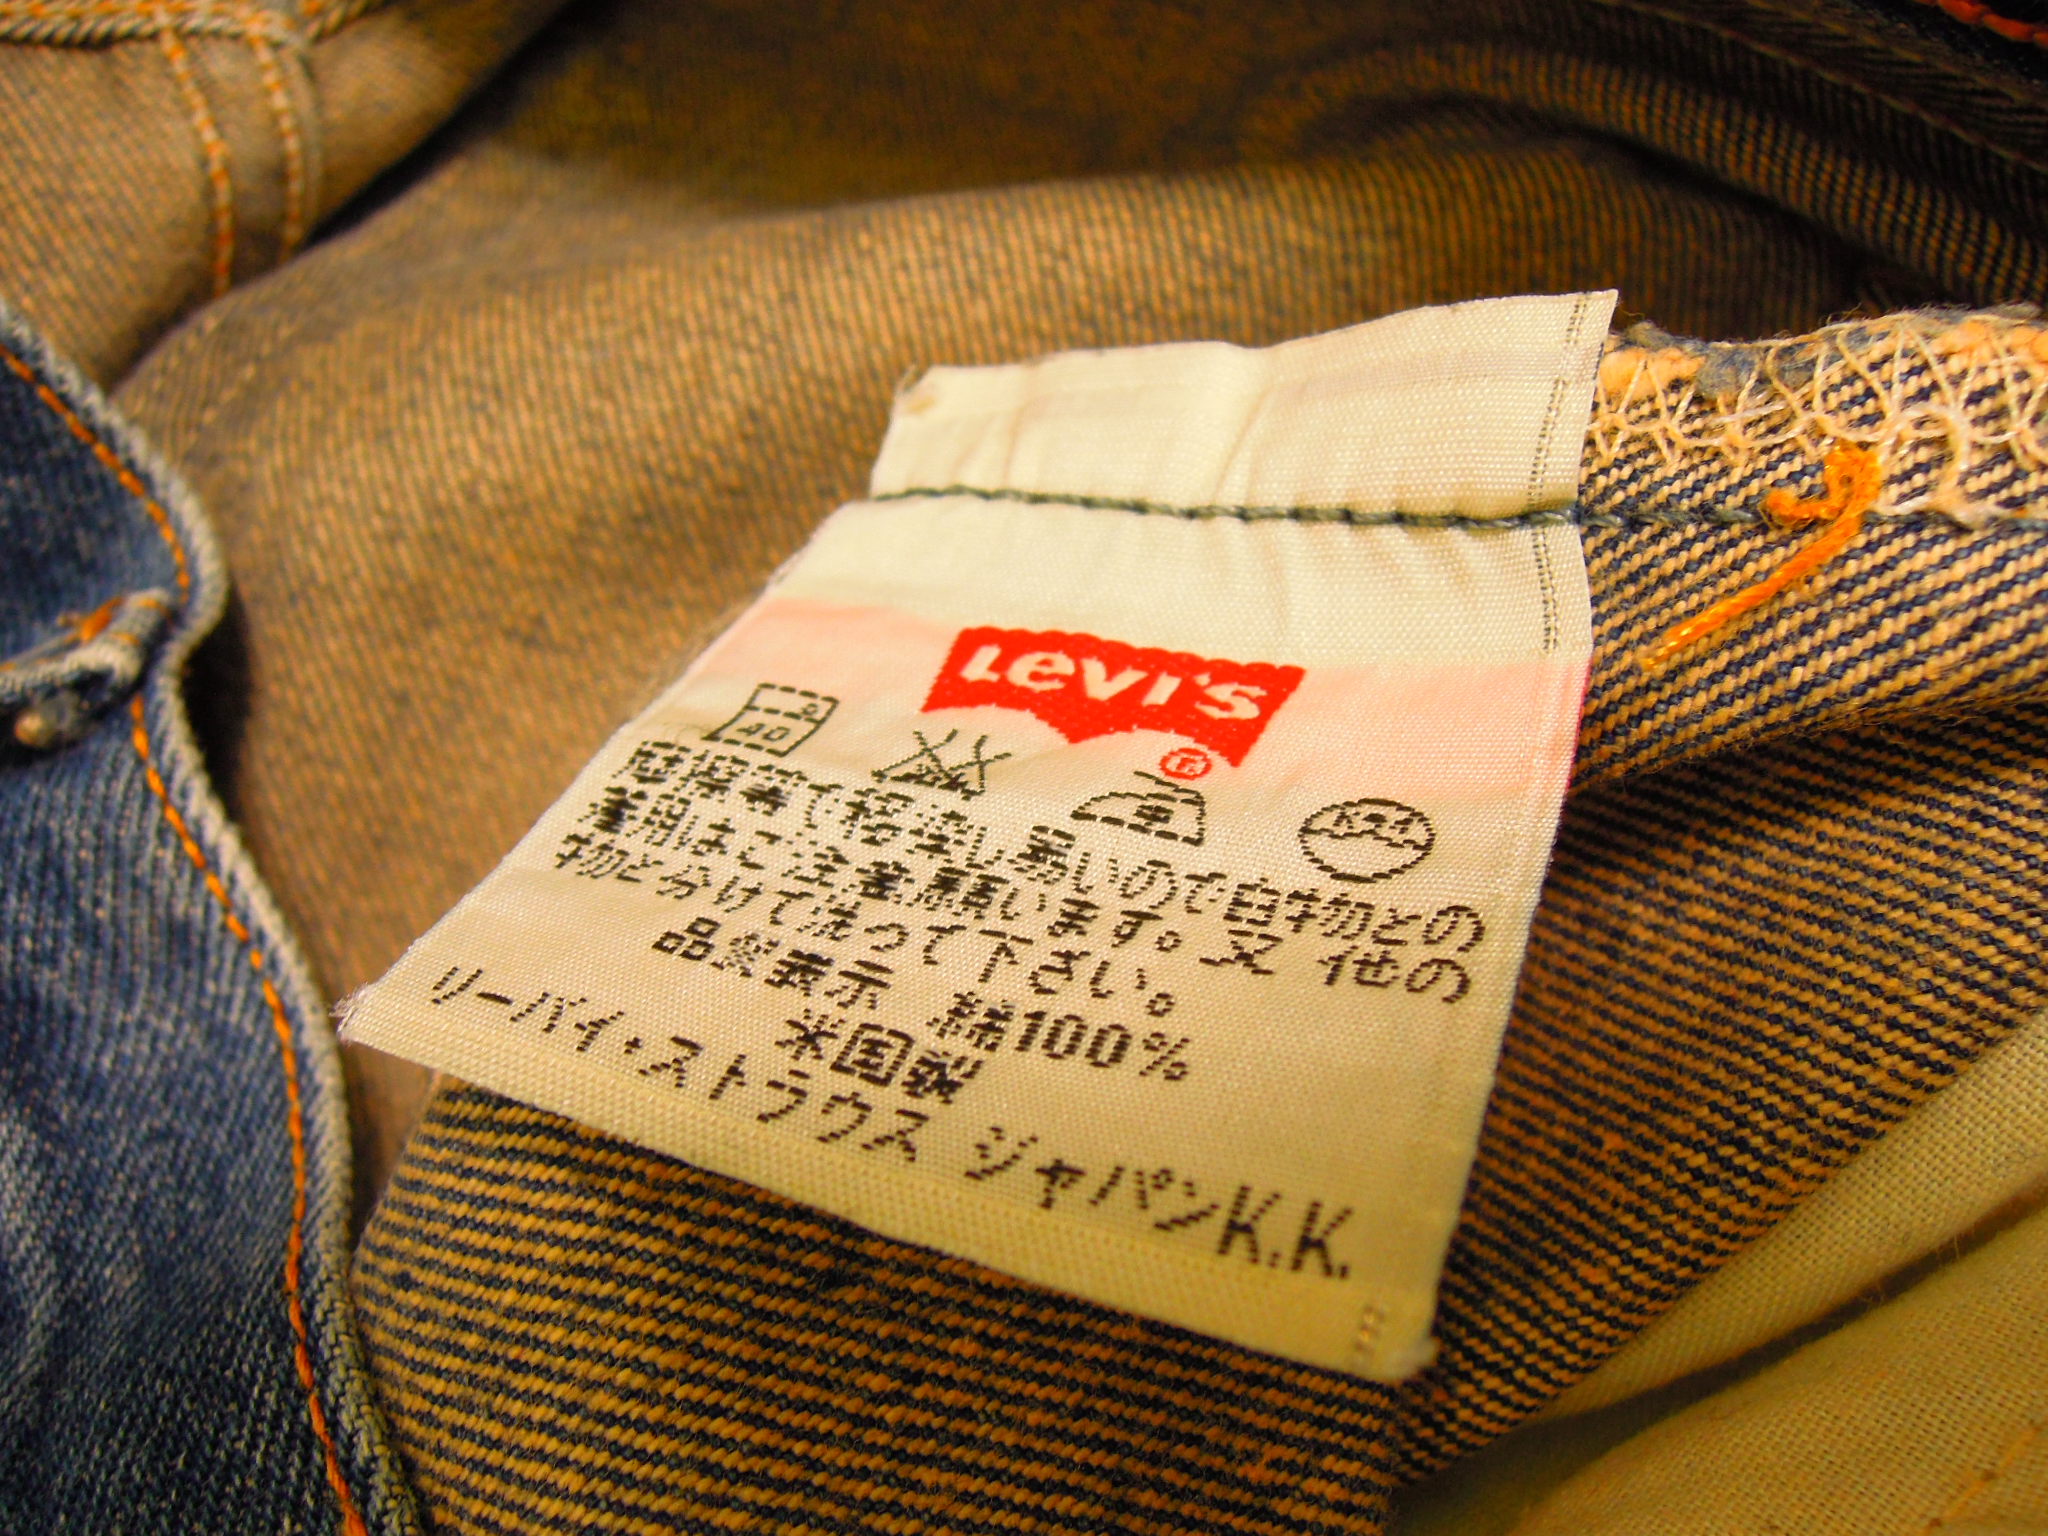 Levi's
®
40
摩擦等で移染し易いので白物との
兼用はご注意願います。又 他の
物と分けて洗って下さい。
品質表示 綿100%
米国製
リーバイ・ストラウス ジャパンK.K.